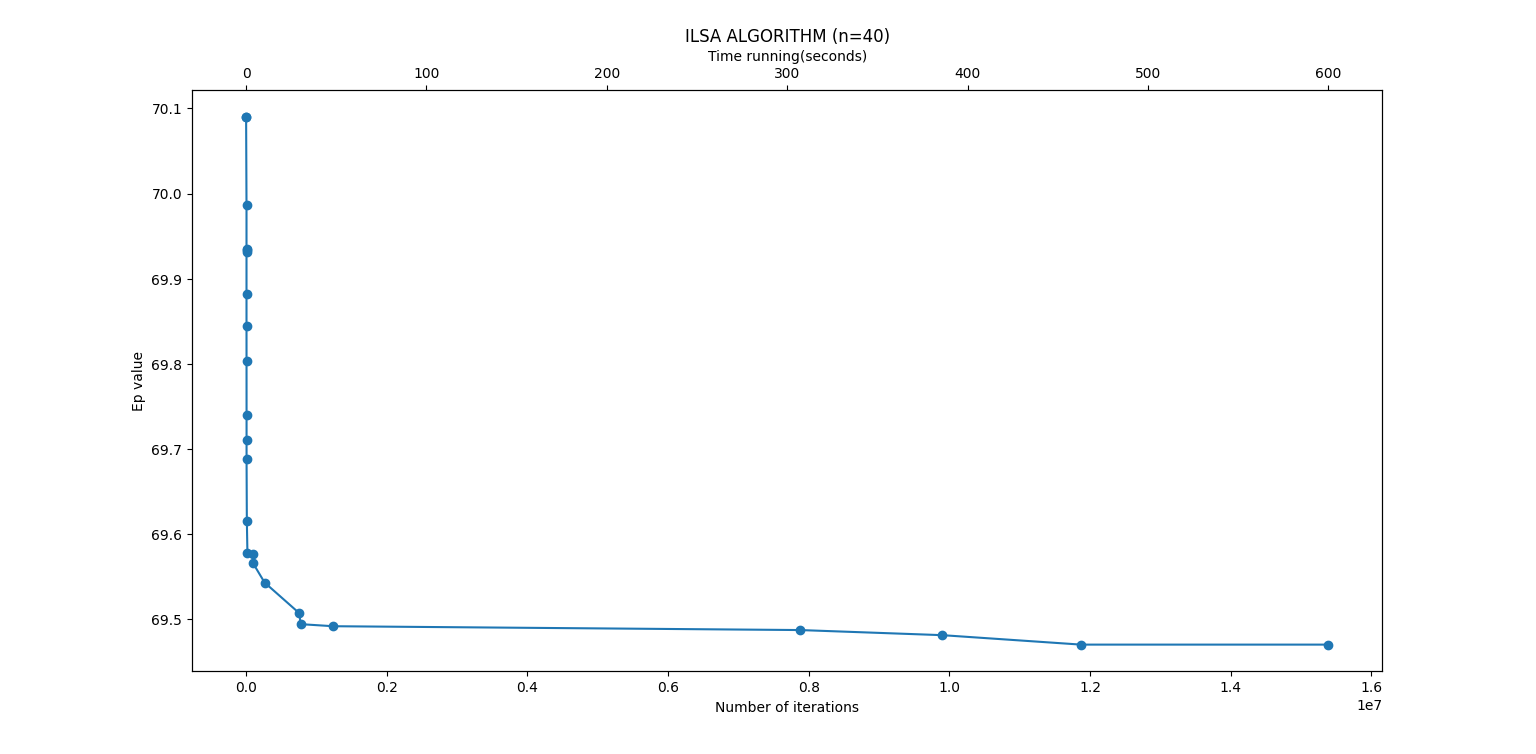 ILSA ALGORITHM (n=40)
Time running(seconds)
0 100 200 300 400 500 600
70.1
70.0
69.9
69.8
69.7
69.6
69.5
Ep value
0.0 0.2 0.4 0.6 0.8 1.0 1.2 1.4 1.6
1e7
Number of iterations